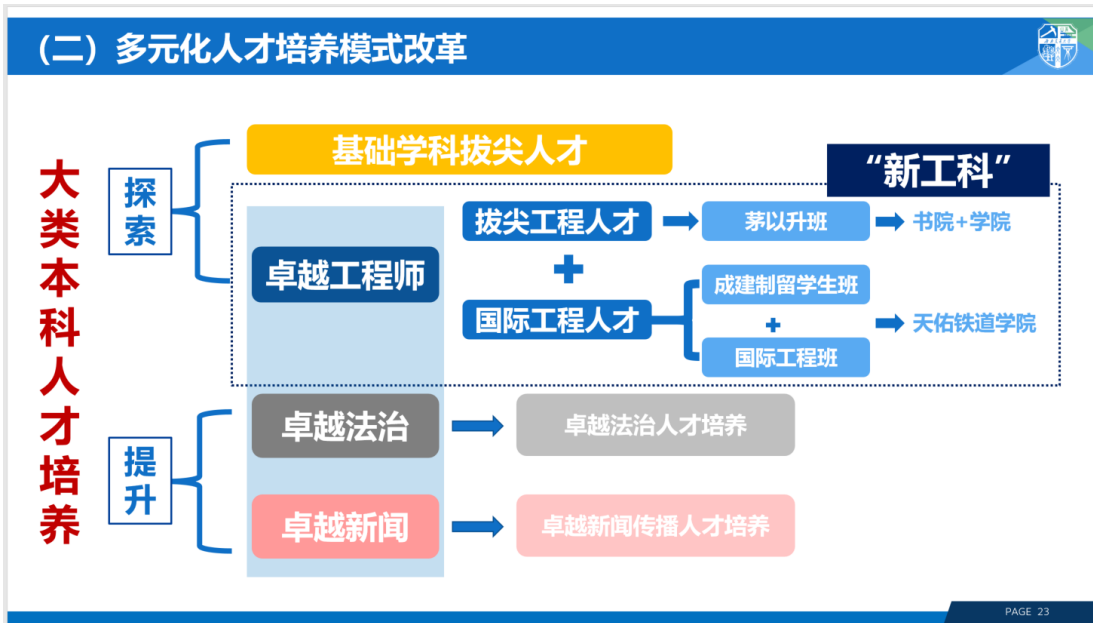 （二）多元化人才培养模式改革
大类本科人才培养
探索
基础学科拔尖人才
“新工科”
卓越工程师
拔尖工程人才
茅以升班
书院+学院
+
国际工程人才
成建制留学生班
+
国际工程班
天佑铁道学院
提升
卓越法治
卓越法治人才培养
卓越新闻
卓越新闻传播人才培养
PAGE 23